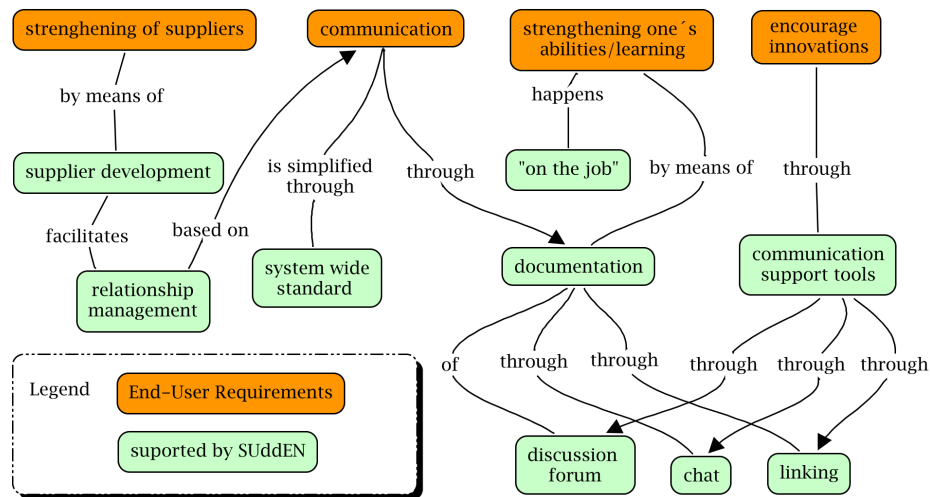 strenghening of suppliers
communication
strengthening one´s
abilities/learning
encourage
innovations
by means of
happens
is simplified
through
through
by means of
through
supplier development
"on the job"
facilitates
based on
system wide
standard
documentation
communication
support tools
relationship
management
of
through
through
through
through
through
Legend
End-User Requirements
suported by SUddEN
discussion
forum
chat
linking